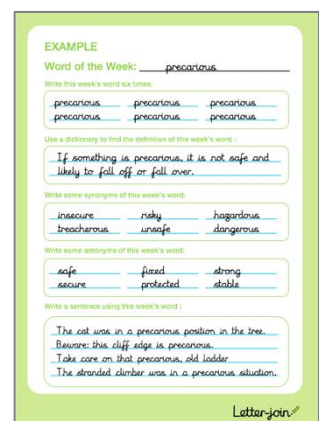 EXAMPLE
Word of the Week: precarious
Write this week's word six times:
precarious precarious precarious
precarious precarious precarious
Use a dictionary to find the definition of this week's word :
If something is precarious, it is not safe and
likely to fall off or fall over.
Write some synonyms of this week's word:
insecure risky hazardous
treacherous unsafe dangerous
Write some antonyms of this week's word:
safe fixed strong
secure protected stable
Write a sentence using this week's word :
The cat was in a precarious position in the tree.
Beware: this cliff edge is precarious.
Take care on that precarious, old ladder
The stranded climber was in a precarious situation.
Letter-join